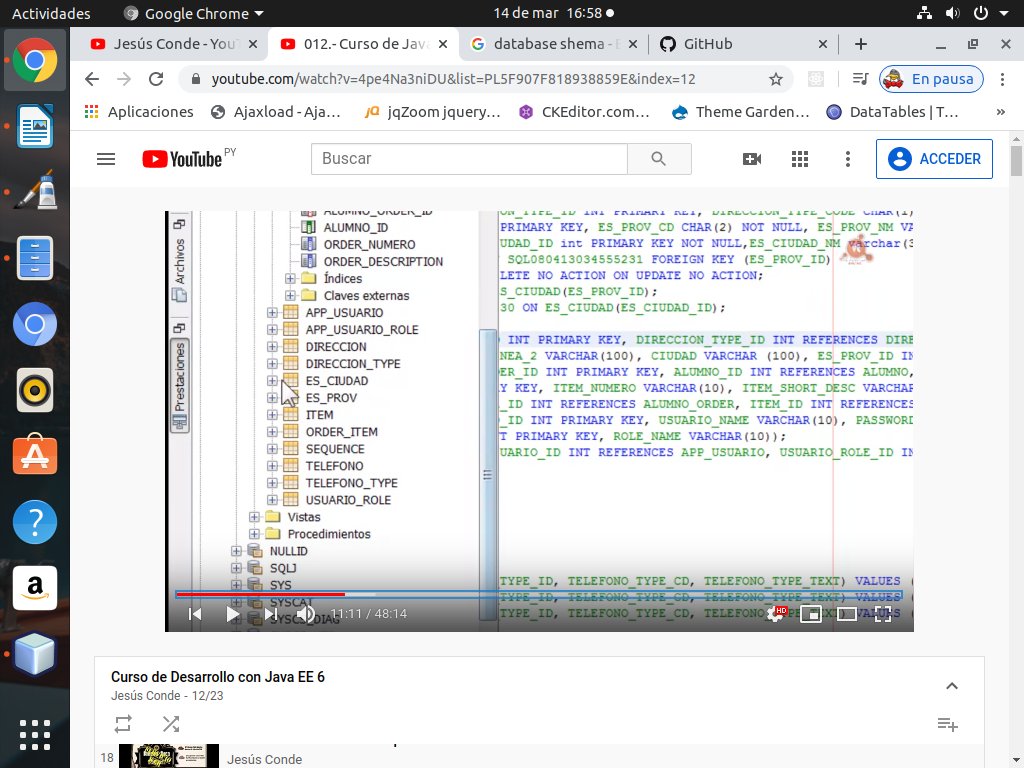 Actividades
Google Chrome
14 de mar 16:58
Jesús Conde - You
012.- Curso de Jav
database shema -
GitHub
youtube.com/watch?v=4pe4Na3niDU&list=PL5F907F818938859E&index=12
En pausa
Aplicaciones
Ajaxload - Aja...
jqZoom jquery...
CKEditor.com...
Theme Garden...
DataTables | T...
»
YouTube PY
Buscar
ACCEDER
Archivos
Prestaciones
ALUMNO_ORDER_ID
ALUMNO_ID
ORDER_NUMERO
ORDER_DESCRIPTION
Índices
Claves externas
APP_USUARIO
APP_USUARIO_ROLE
DIRECCION
DIRECCION_TYPE
ES_CIUDAD
ES_PROV
ITEM
ORDER_ITEM
SEQUENCE
TELEFONO
TELEFONO_TYPE
USUARIO_ROLE
Vistas
Procedimientos
NULLID
SQLJ
SYS
SYSCAT
SYSCS_DIAG
ON_TYPE_ID INT PRIMARY KEY, DIRECCION_TYPE_CODE CHAR(1)
PRIMARY KEY, ES_PROV_CD CHAR(2) NOT NULL, ES_PROV_NM VA
UDAD_ID int PRIMARY KEY NOT NULL,ES_CIUDAD_NM varchar(3
SQL080413034555231 FOREIGN KEY (ES_PROV_ID)
LETE NO ACTION ON UPDATE NO ACTION;
S_CIUDAD(ES_PROV_ID);
30 ON ES_CIUDAD(ES_CIUDAD_ID);
INT PRIMARY KEY, DIRECCION_TYPE_ID INT REFERENCES DIRE
NEA_2 VARCHAR(100), CIUDAD VARCHAR (100), ES_PROV_ID IN
ER_ID INT PRIMARY KEY, ALUMNO_ID INT REFERENCES ALUMNO,
Y KEY, ITEM_NUMERO VARCHAR(10), ITEM_SHORT_DESC VARCHAR
_ID INT REFERENCES ALUMNO_ORDER, ITEM_ID INT REFERENCES
_ID INT PRIMARY KEY, USUARIO_NAME VARCHAR(10), PASSWORD
T PRIMARY KEY, ROLE_NAME VARCHAR(10));
UARIO_ID INT REFERENCES APP_USUARIO, USUARIO_ROLE_ID IN
TYPE_ID, TELEFONO_TYPE_CD, TELEFONO_TYPE_TEXT) VALUES (
TYPE_ID, TELEFONO_TYPE_CD, TELEFONO_TYPE_TEXT) VALUES (
TYPE_ID, TELEFONO_TYPE_CD, TELEFONO_TYPE_TEXT) VALUES (
11:11 / 48:14
HD
Curso de Desarrollo con Java EE 6
Jesús Conde - 12/23
18
Jesús Conde